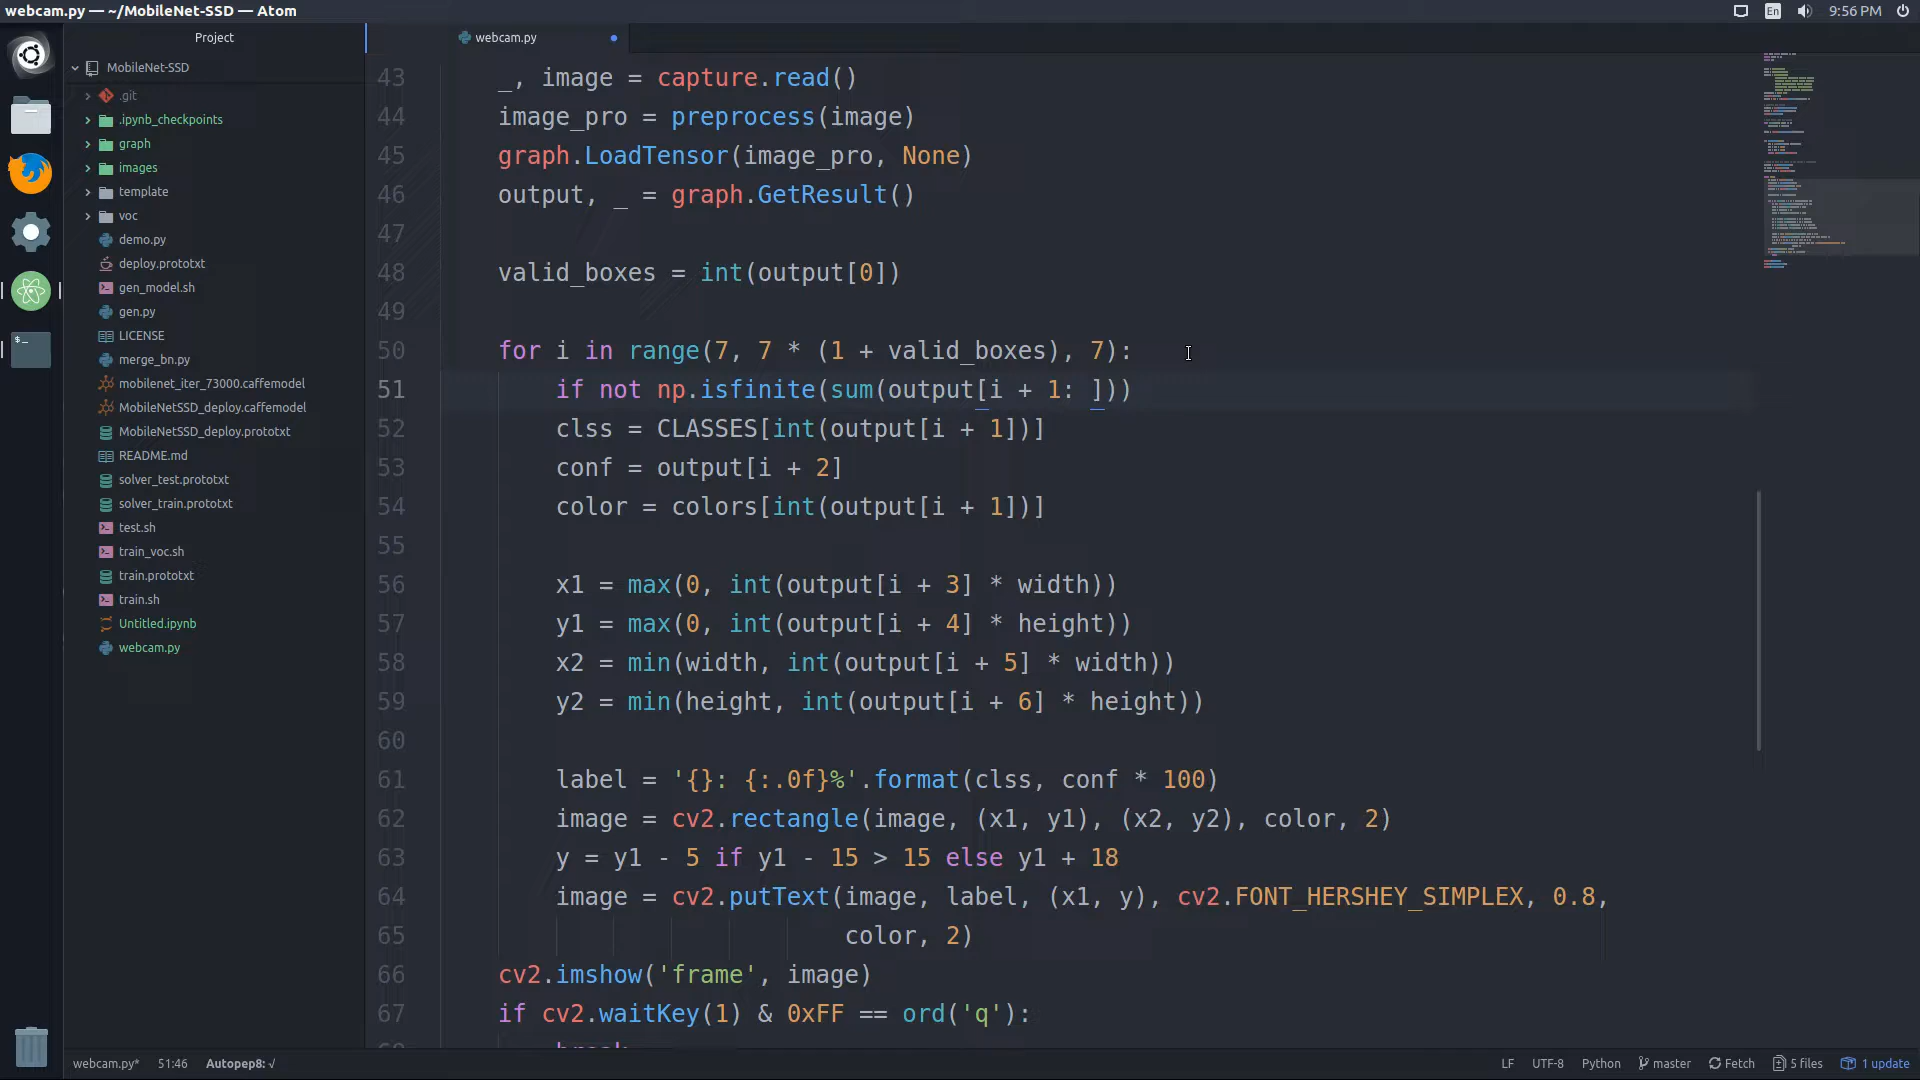 webcam.py — ~/MobileNet-SSD — Atom
En
9:56 PM
Project
webcam.py
MobileNet-SSD
.git
.ipynb_checkpoints
graph
images
template
voc
demo.py
deploy.prototxt
gen_model.sh
gen.py
LICENSE
merge_bn.py
mobilenet_iter_73000.caffemodel
MobileNetSSD_deploy.caffemodel
MobileNetSSD_deploy.prototxt
README.md
solver_test.prototxt
solver_train.prototxt
test.sh
train_voc.sh
train.prototxt
train.sh
Untitled.ipynb
webcam.py
43 _, image = capture.read()
44 image_pro = preprocess(image)
45 graph.LoadTensor(image_pro, None)
46 output, _ = graph.GetResult()
47
48 valid_boxes = int(output[0])
49
50 for i in range(7, 7 * (1 + valid_boxes), 7):
51 if not np.isfinite(sum(output[i + 1: ]))
52 clss = CLASSES[int(output[i + 1])]
53 conf = output[i + 2]
54 color = colors[int(output[i + 1])]
55
56 x1 = max(0, int(output[i + 3] * width))
57 y1 = max(0, int(output[i + 4] * height))
58 x2 = min(width, int(output[i + 5] * width))
59 y2 = min(height, int(output[i + 6] * height))
60
61 label = '{}: {:.0f}%'.format(clss, conf * 100)
62 image = cv2.rectangle(image, (x1, y1), (x2, y2), color, 2)
63 y = y1 - 5 if y1 - 15 > 15 else y1 + 18
64 image = cv2.putText(image, label, (x1, y), cv2.FONT_HERSHEY_SIMPLEX, 0.8,
65 color, 2)
66 cv2.imshow('frame', image)
67 if cv2.waitKey(1) & 0xFF == ord('q'):
68 break
webcam.py* 51:46 Autopep8: √ LF UTF-8 Python master Fetch 5 files 1 update